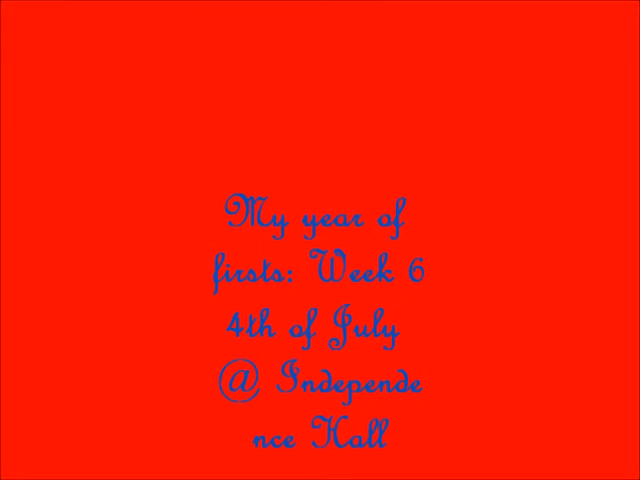 My year of
firsts: Week 6
4th of July
@ Independe
nce Hall